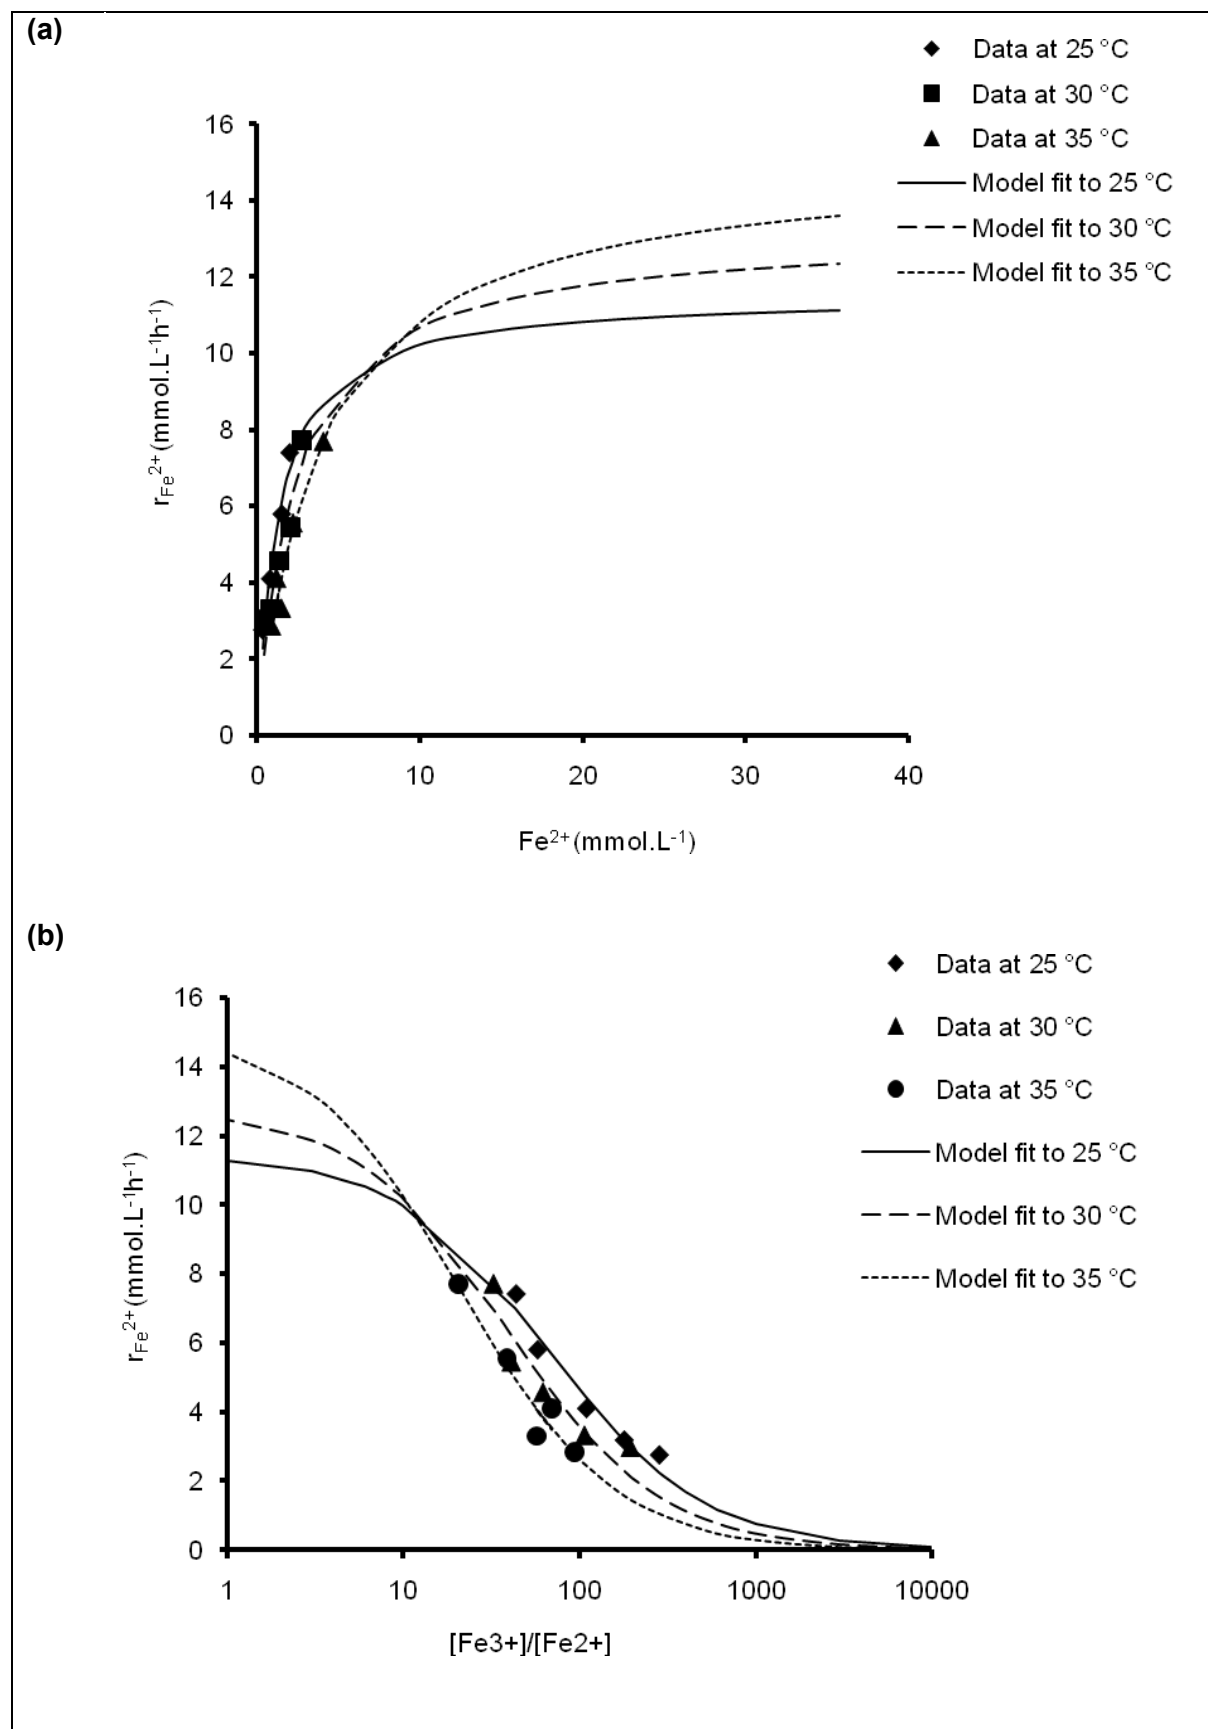 (a)
Data at 25 °C
Data at 30 °C
Data at 35 °C
Model fit to 25 °C
Model fit to 30 °C
Model fit to 35 °C
16
14
12
10
8
6
4
2
0
0 10 20 30 40
r_Fe²⁺ (mmol.L⁻¹h⁻¹)
Fe²⁺ (mmol.L⁻¹)
(b)
Data at 25 °C
Data at 30 °C
Data at 35 °C
Model fit to 25 °C
Model fit to 30 °C
Model fit to 35 °C
16
14
12
10
8
6
4
2
0
1 10 100 1000 10000
r_Fe²⁺ (mmol.L⁻¹h⁻¹)
[Fe3+]/[Fe2+]